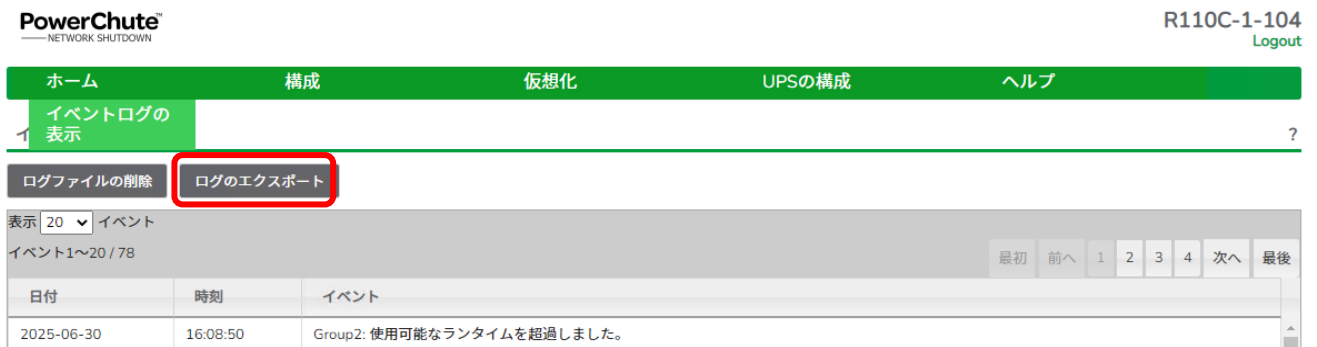 PowerChute™
NETWORK SHUTDOWN
R110C-1-104
Logout
ホーム 構成 仮想化 UPSの構成 ヘルプ
イベントログの
表示
イ
?
ログファイルの削除 ログのエクスポート
表示 20 イベント
イベント1～20 / 78
最初 前へ 1 2 3 4 次へ 最後
日付 時刻 イベント
2025-06-30 16:08:50 Group2: 使用可能なランタイムを超過しました。